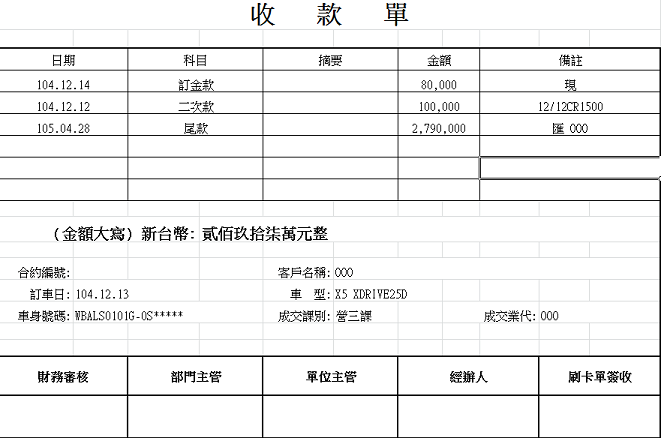 收 款 單
日期 科目 摘要 金額 備註
104.12.14 訂金款 80,000 現
104.12.12 二次款 100,000 12/12CR1500
105.04.28 尾款 2,790,000 匯 000
(金額大寫) 新台幣: 貳佰玖拾柒萬元整
合約編號: 客戶名稱: 000
訂車日: 104.12.13 車 型: X5 XDRIVE25D
車身號碼: WBALS0101G-0S***** 成交課別: 營三課 成交業代: 000
財務審核 部門主管 單位主管 經辦人 刷卡單簽收